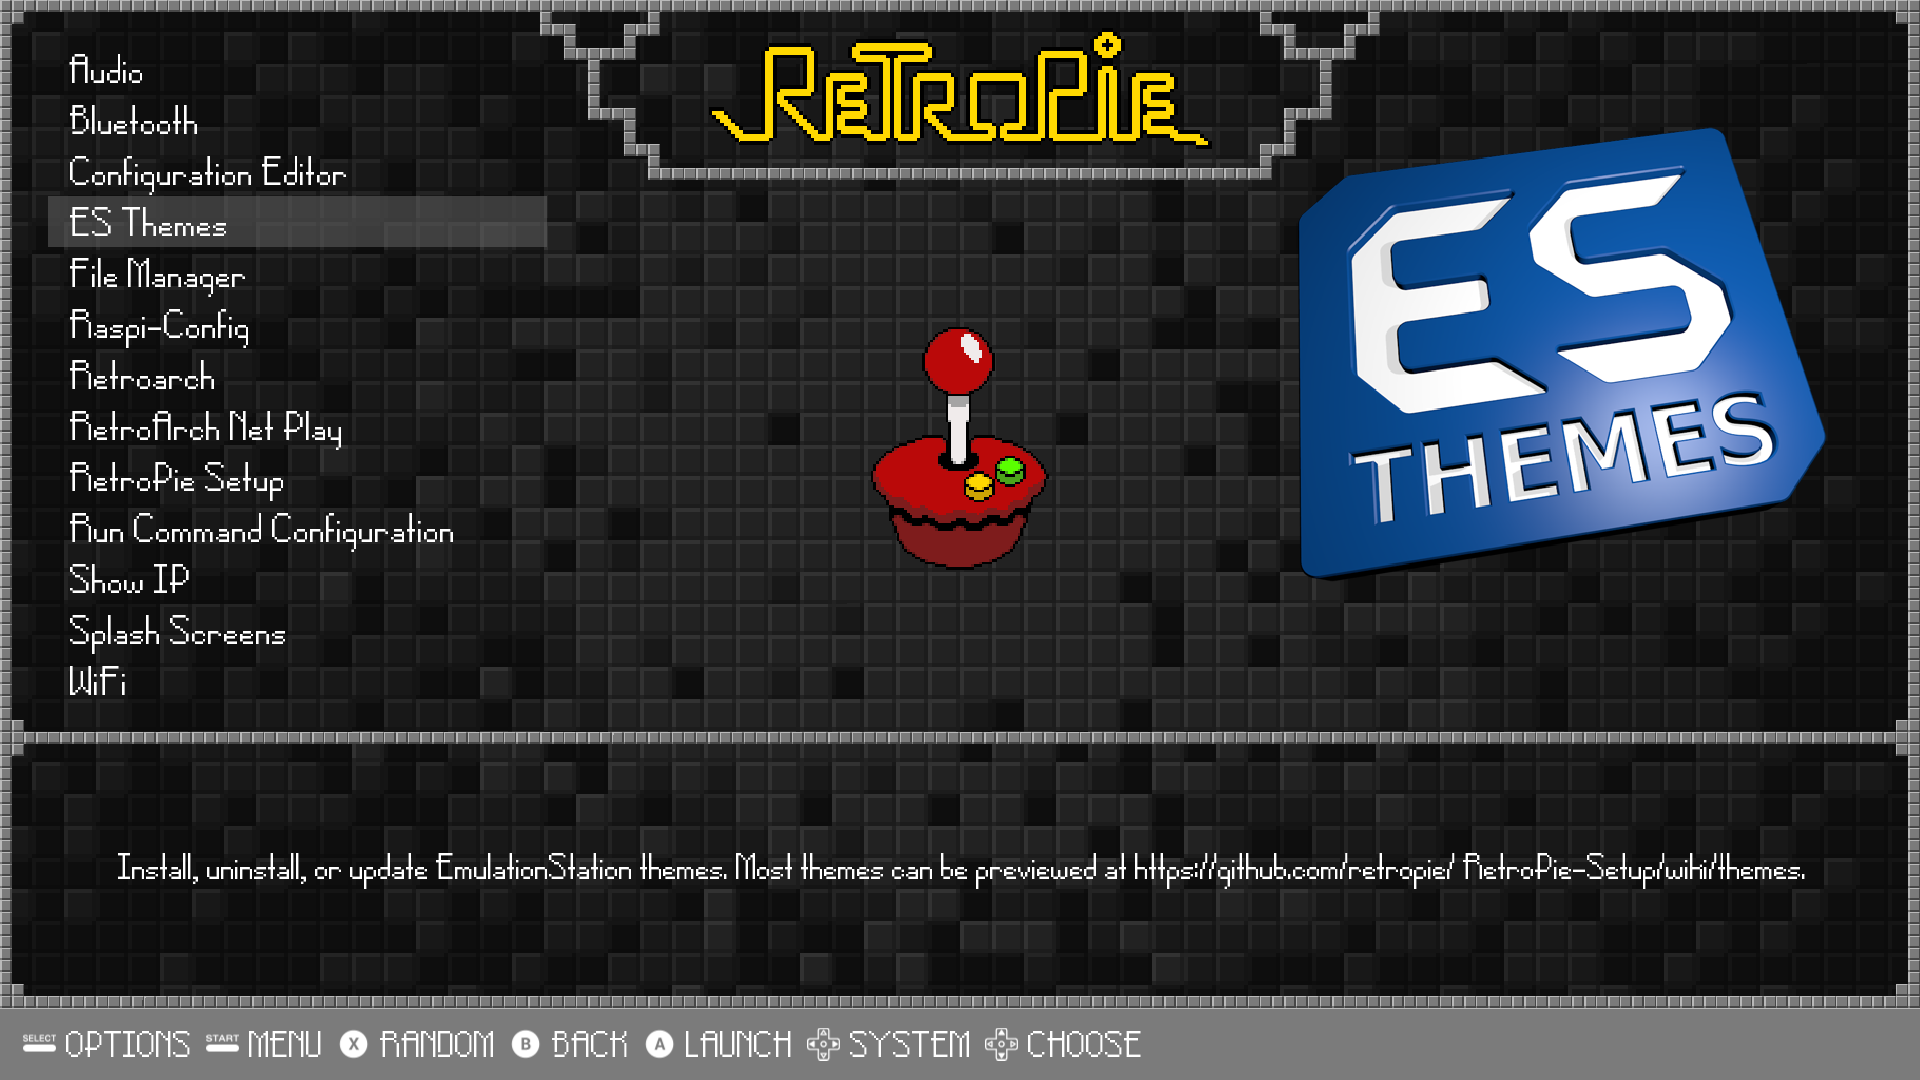 RetroPie
Audio
Bluetooth
Configuration Editor
ES Themes
File Manager
Raspi-Config
Retroarch
RetroArch Net Play
RetroPie Setup
Run Command Configuration
Show IP
Splash Screens
WiFi
ES
THEMES
Install, uninstall, or update EmulationStation themes. Most themes can be previewed at https://github.com/retropie/ RetroPie-Setup/wiki/themes.
SELECT OPTIONS START MENU X RANDOM B BACK A LAUNCH SYSTEM CHOOSE